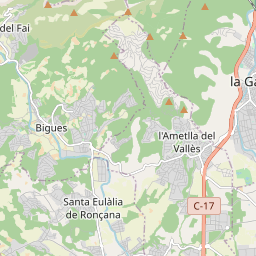 del Fai
la Ga
Bigues
l'Ametlla del
Vallès
Santa Eulàlia
de Ronçana
C-17